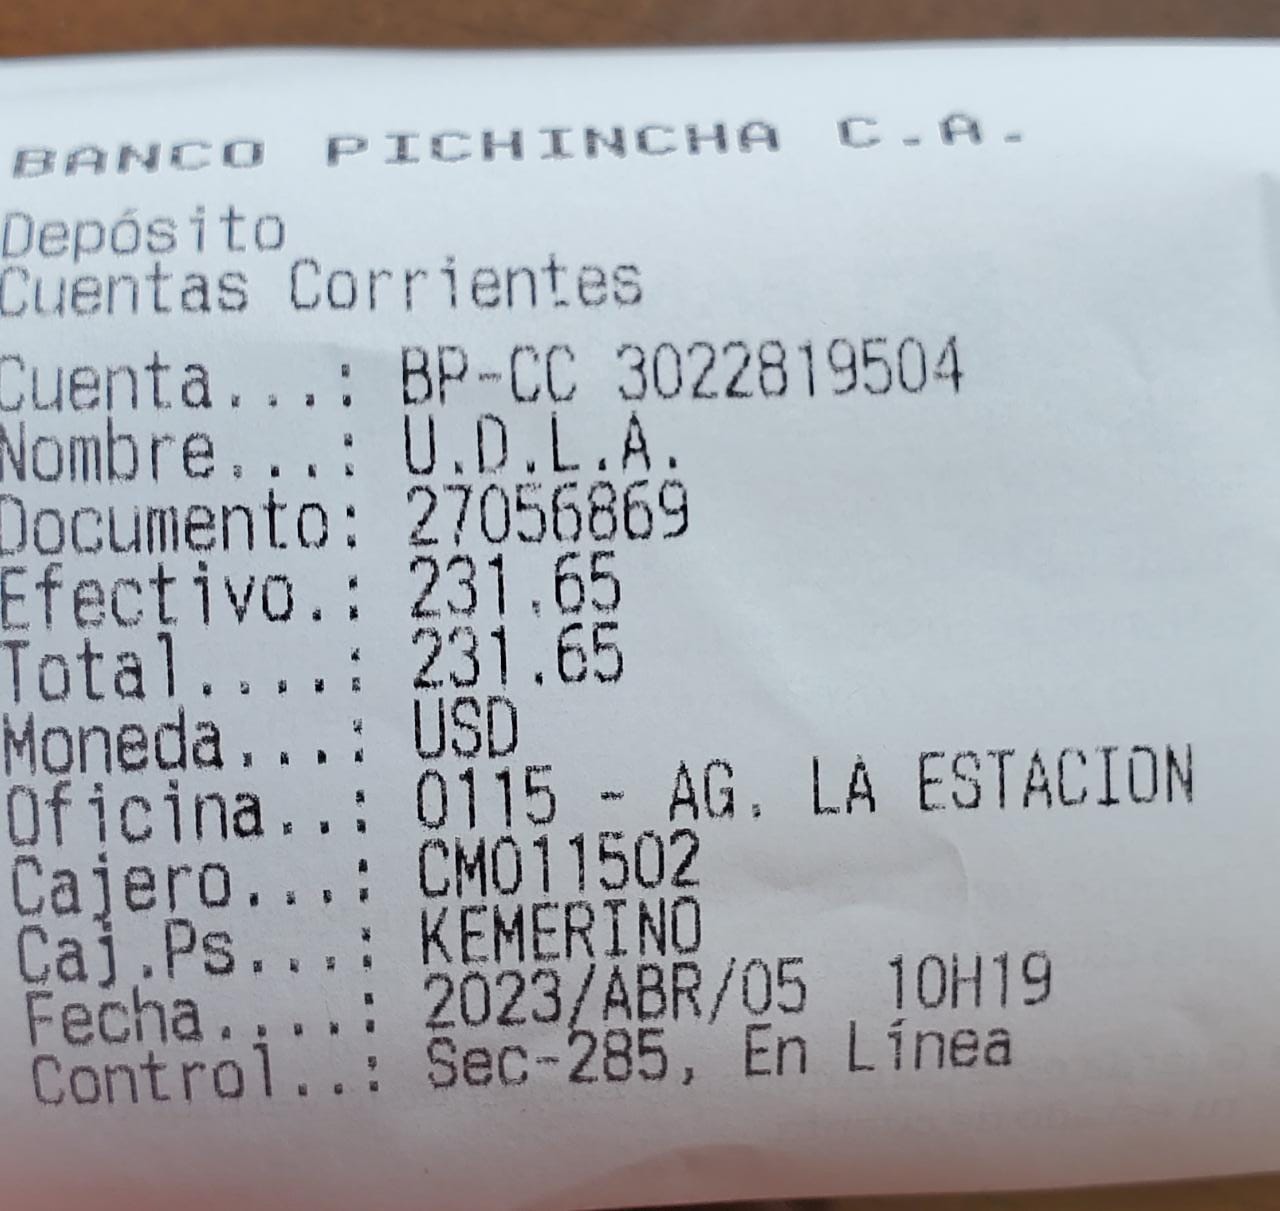 BANCO PICHINCHA C.A.
Depósito
Cuentas Corrientes
Cuenta...: BP-CC 3022819504
Nombre...: U.D.L.A.
Documento: 27056869
Efectivo.: 231.65
Total....: 231.65
Moneda...: USD
Oficina..: 0115 - AG. LA ESTACION
Cajero...: CM011502
Caj.Ps...: KEMERINO
Fecha....: 2023/ABR/05 10H19
Control..: Sec-285, En Línea